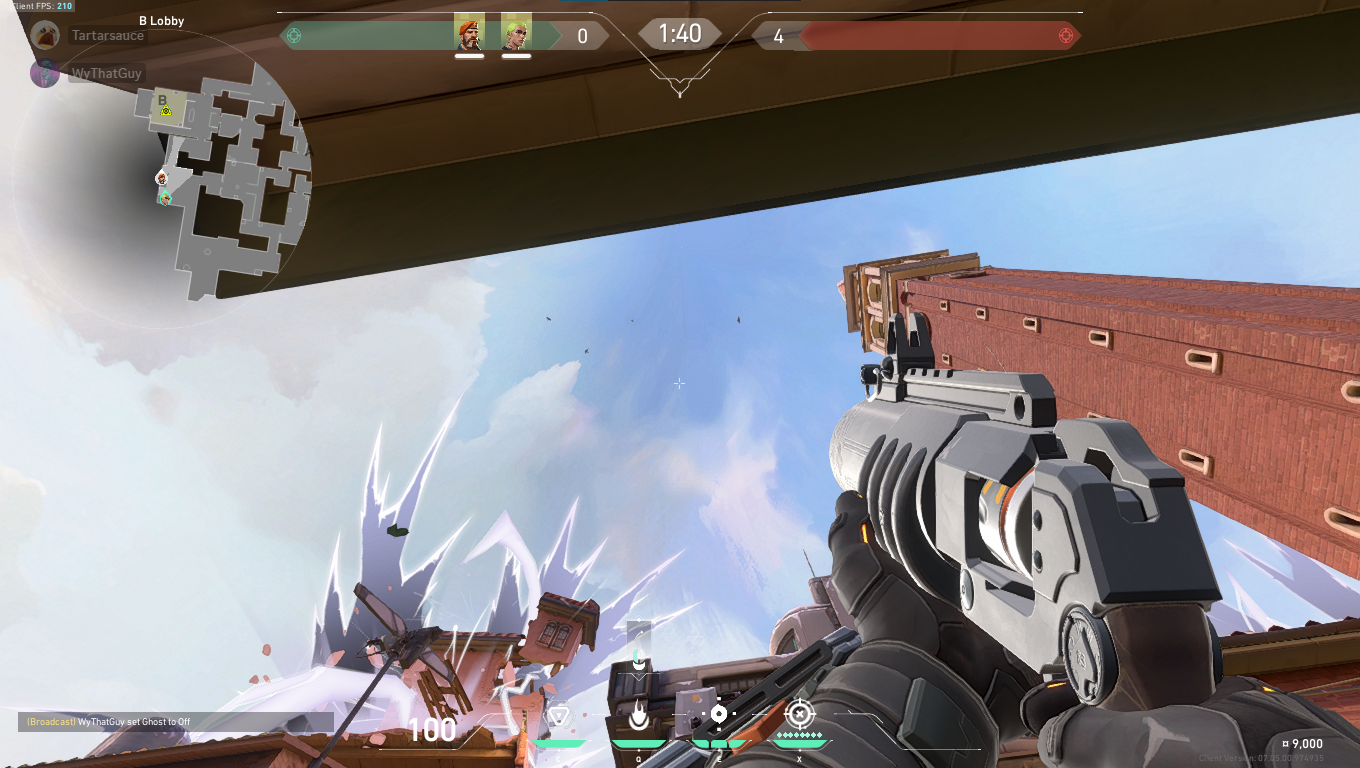 Client FPS: 210
B Lobby
Tartarsauce
WyThatGuy
0
1:40
4
B
(Broadcast) WyThatGuy set Ghost to Off
100
C
Q
E
X
9,000